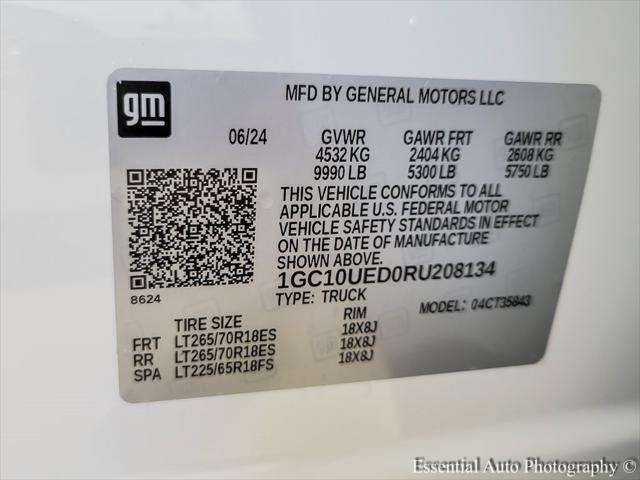 gm
MFD BY GENERAL MOTORS LLC
06/24 GVWR GAWR FRT GAWR RR
4532 KG 2404 KG 2608 KG
9990 LB 5300 LB 5750 LB
THIS VEHICLE CONFORMS TO ALL
APPLICABLE U.S. FEDERAL MOTOR
VEHICLE SAFETY STANDARDS IN EFFECT
ON THE DATE OF MANUFACTURE
SHOWN ABOVE.
1GC10UED0RU208134
8624
TYPE: TRUCK MODEL: 04CT35843
TIRE SIZE RIM
FRT LT265/70R18ES 18X8J
RR LT265/70R18ES 18X8J
SPA LT225/65R18FS 18X8J
Essential Auto Photography ©